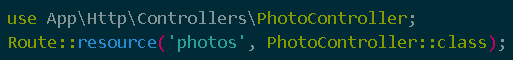 use App\Http\Controllers\PhotoController;
Route::resource('photos', PhotoController::class);